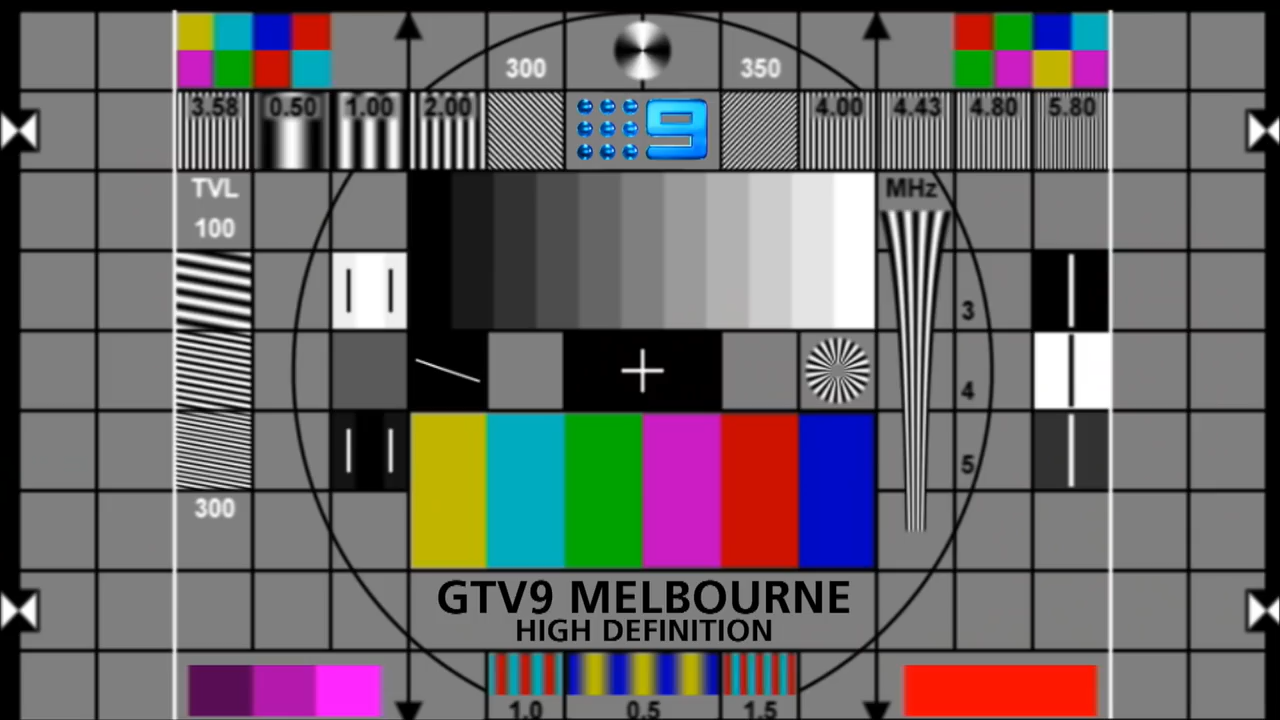 300 350
3.58 0.50 1.00 2.00 9 4.00 4.43 4.80 5.80
TVL MHz
100
3
4
5
300
GTV9 MELBOURNE
HIGH DEFINITION
1.0 0.5 1.5